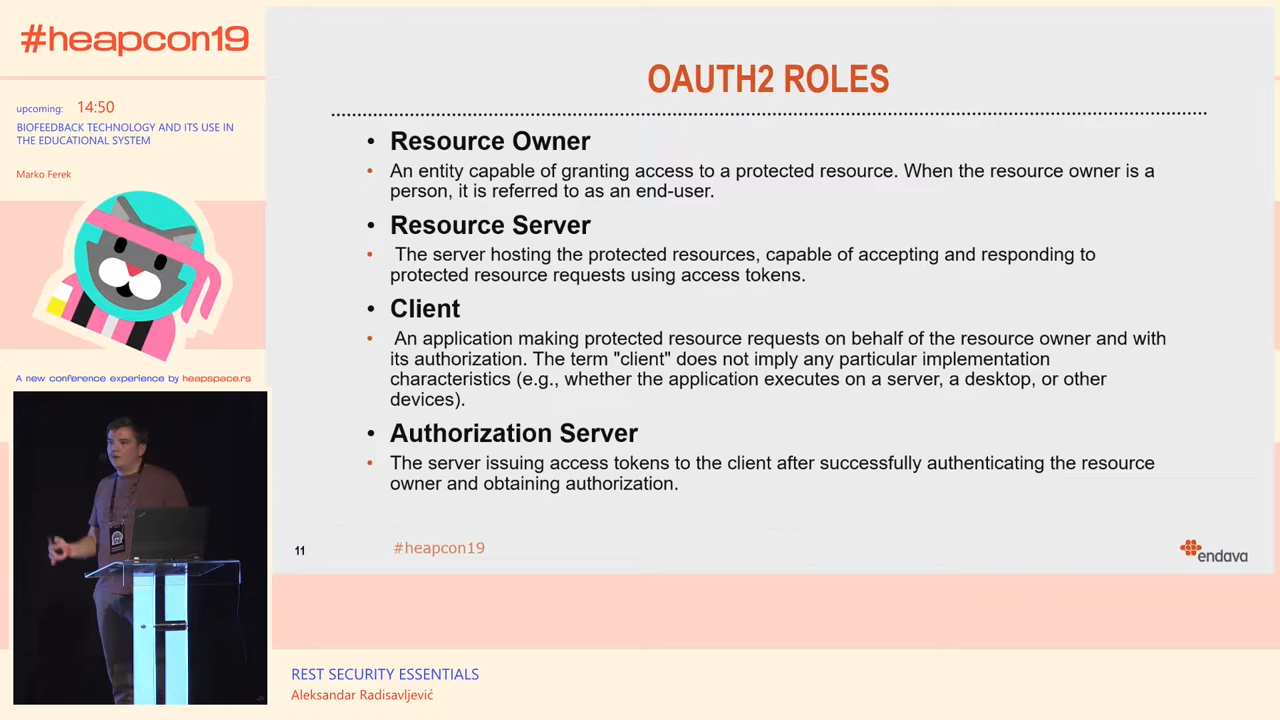 #heapcon19
upcoming: 14:50
BIOFEEDBACK TECHNOLOGY AND ITS USE IN
THE EDUCATIONAL SYSTEM
Marko Ferek
A new conference experience by heapspace.rs
OAUTH2 ROLES
• Resource Owner
• An entity capable of granting access to a protected resource. When the resource owner is a
person, it is referred to as an end-user.
• Resource Server
• The server hosting the protected resources, capable of accepting and responding to
protected resource requests using access tokens.
• Client
• An application making protected resource requests on behalf of the resource owner and with
its authorization. The term "client" does not imply any particular implementation
characteristics (e.g., whether the application executes on a server, a desktop, or other
devices).
• Authorization Server
• The server issuing access tokens to the client after successfully authenticating the resource
owner and obtaining authorization.
11
#heapcon19
endava
REST SECURITY ESSENTIALS
Aleksandar Radisavljević